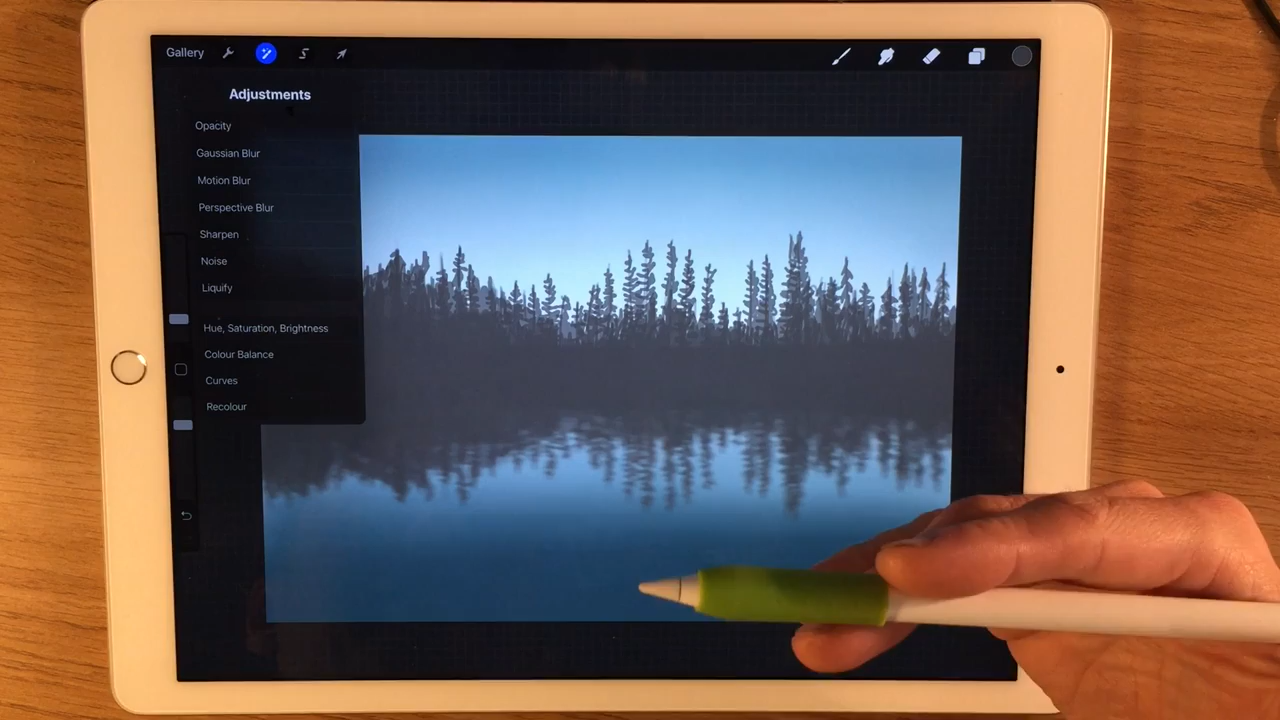 Gallery
Adjustments
Opacity
Gaussian Blur
Motion Blur
Perspective Blur
Sharpen
Noise
Liquify
Hue, Saturation, Brightness
Colour Balance
Curves
Recolour